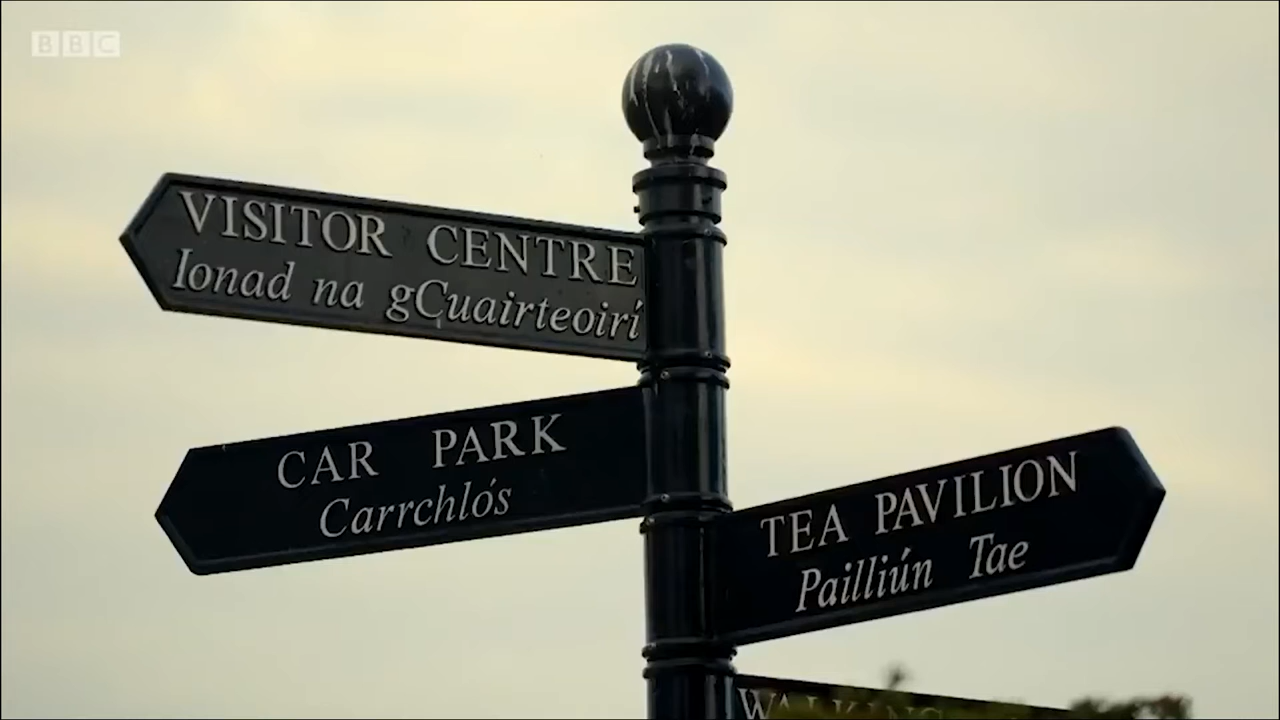 BBC
VISITOR CENTRE
Ionad na gCuairteoirí
CAR PARK
Carrchlós
TEA PAVILION
Pailliún Tae